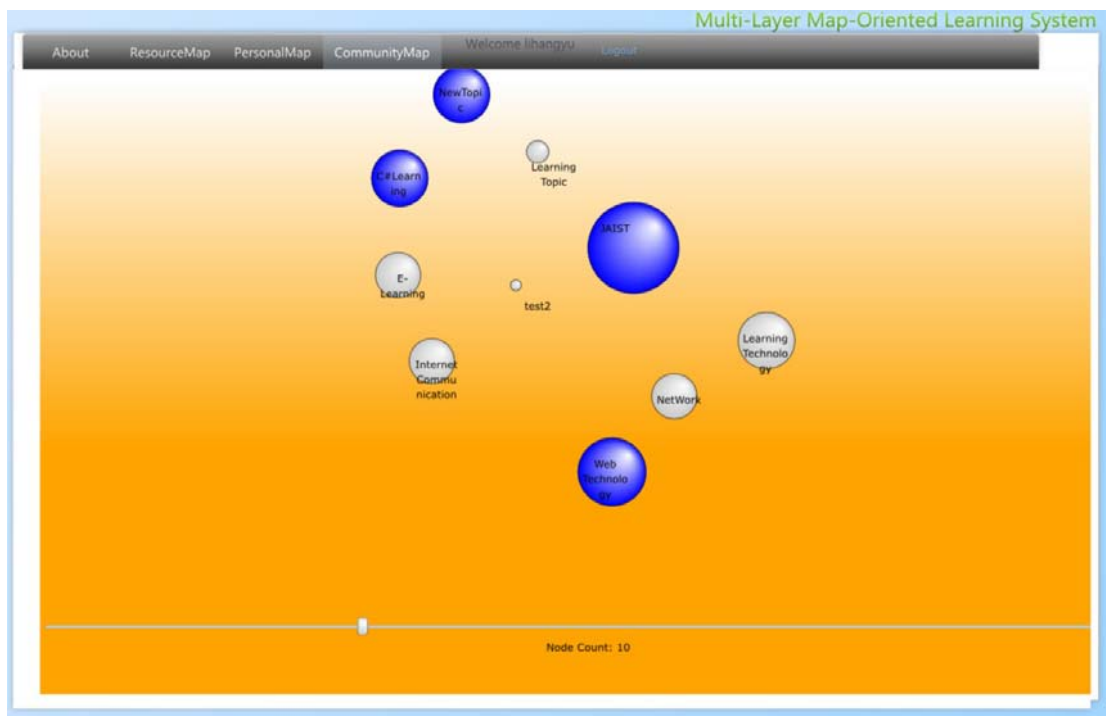 Multi-Layer Map-Oriented Learning System
About ResourceMap PersonalMap CommunityMap Welcome lihangyu Logout
NewTopi
c
Learning
Topic
C#Learn
ing
JAIST
E-
Learning
test2
Learning
Technolo
gy
Internet
Commu
nication
NetWork
Web
Technolo
gy
Node Count: 10